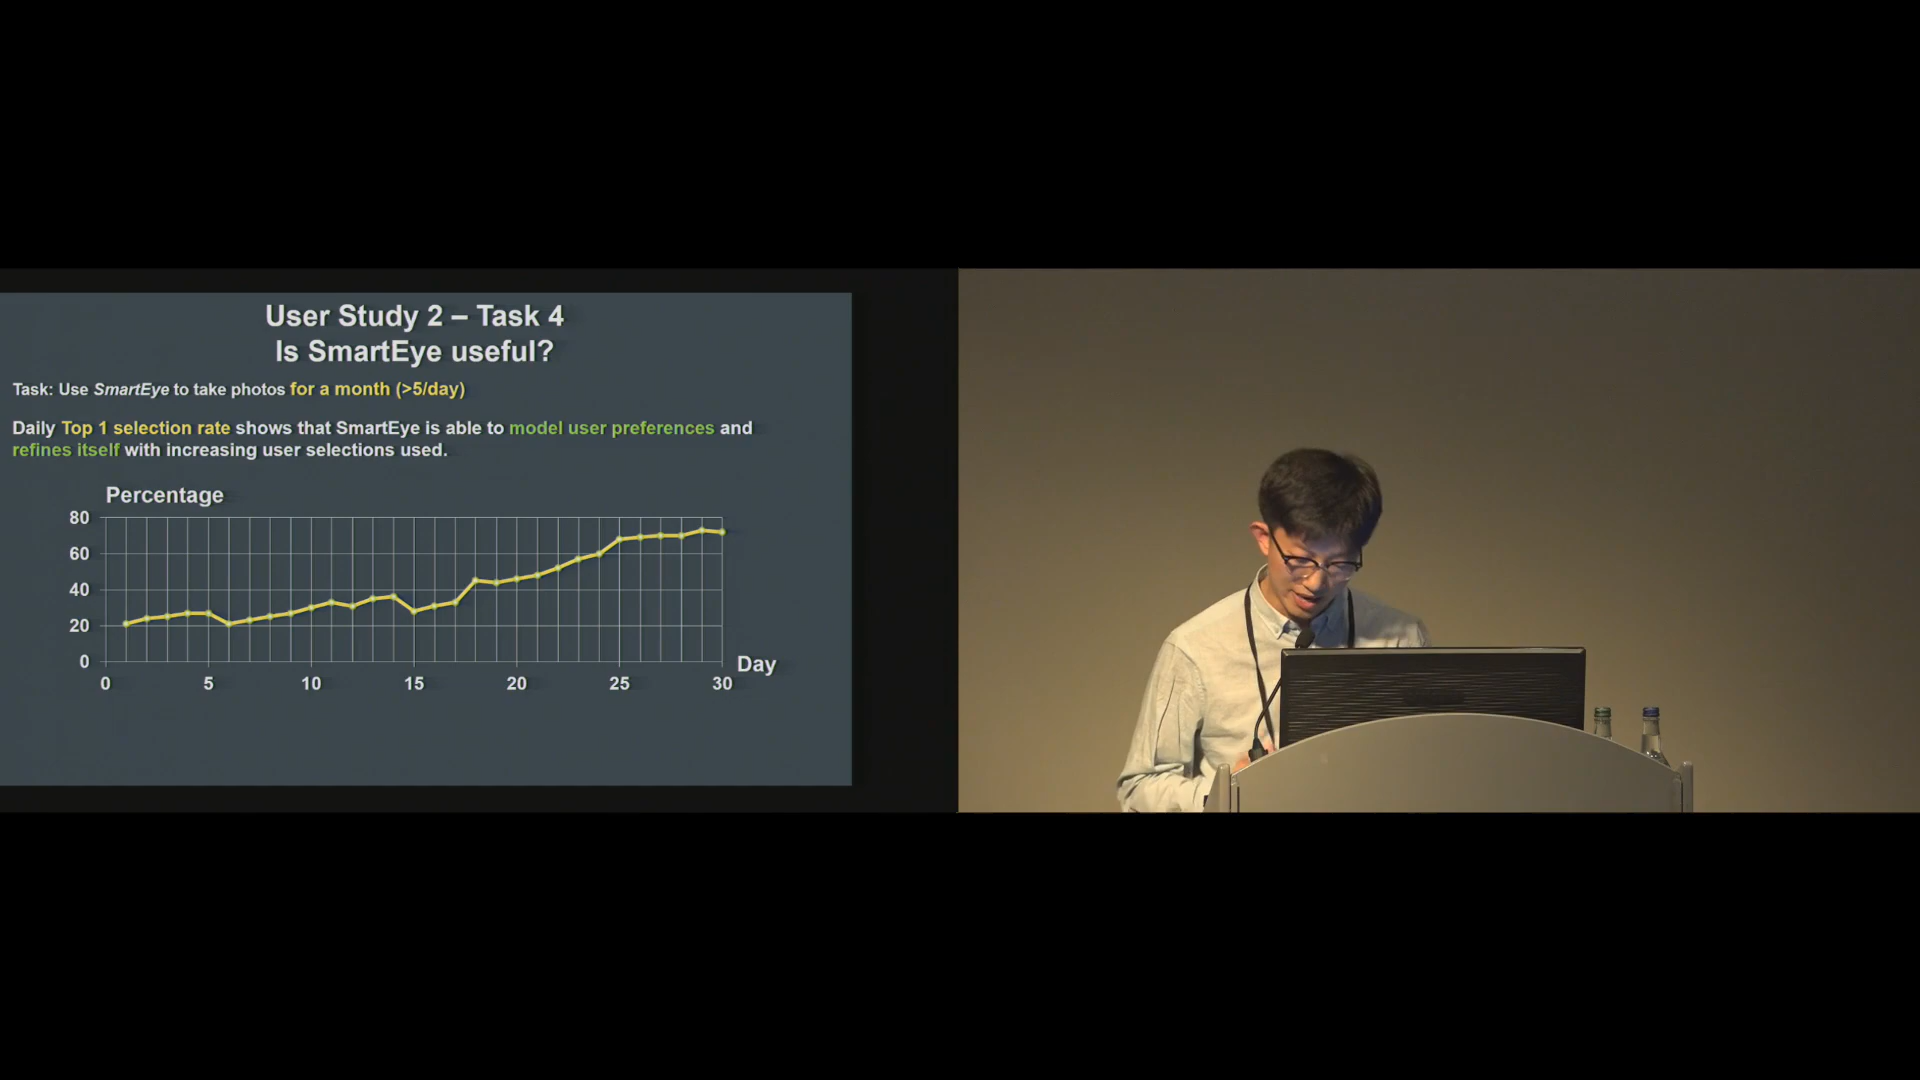 User Study 2 – Task 4
Is SmartEye useful?
Task: Use SmartEye to take photos for a month (>5/day)
Daily Top 1 selection rate shows that SmartEye is able to model user preferences and
refines itself with increasing user selections used.
Percentage
80
60
40
20
0
0 5 10 15 20 25 30
Day